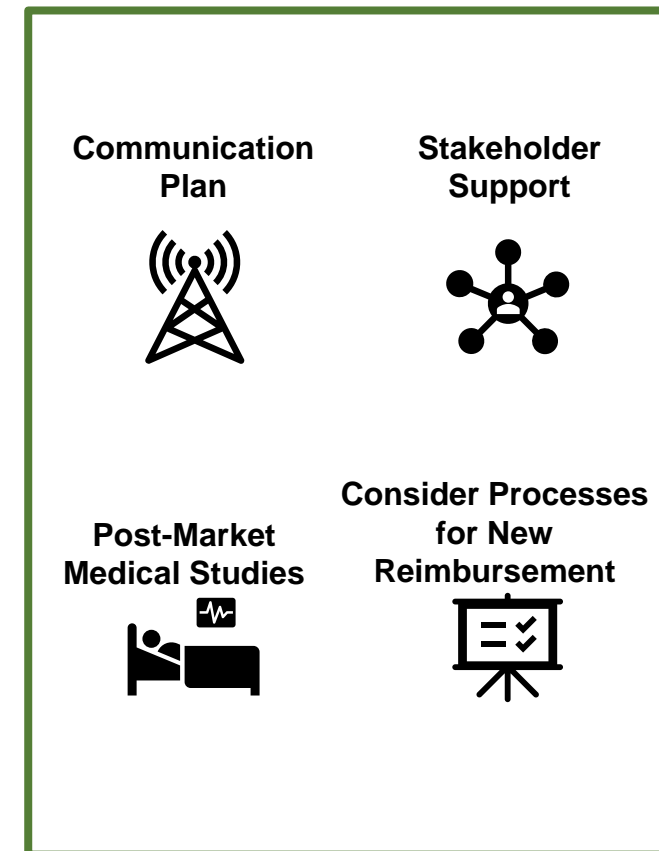 Communication
Plan
Stakeholder
Support
Post-Market
Medical Studies
Consider Processes
for New
Reimbursement